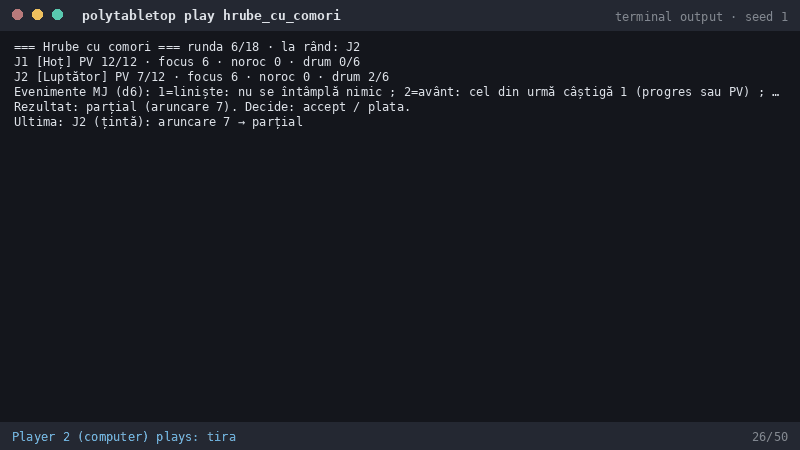 polytabletop play hrube_cu_comori
terminal output · seed 1
=== Hrube cu comori === runda 6/18 · la rând: J2
J1 [Hoț] PV 12/12 · focus 6 · noroc 0 · drum 0/6
J2 [Luptător] PV 7/12 · focus 6 · noroc 0 · drum 2/6
Evenimente MJ (d6): 1=liniște: nu se întâmplă nimic ; 2=avânt: cel din urmă câștigă 1 (progres sau PV) ; …
Rezultat: parțial (aruncare 7). Decide: accept / plata.
Ultima: J2 (țintă): aruncare 7 → parțial
Player 2 (computer) plays: tira
26/50